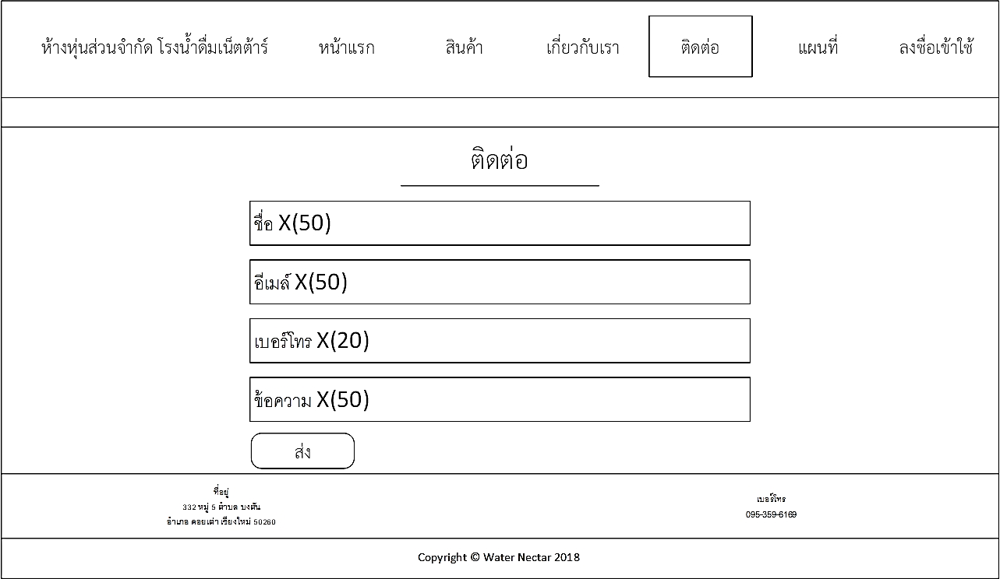 ห้างหุ่นส่วนจำกัด โรงน้ำดื่มเน็ตต้าร์ หน้าแรก สินค้า เกี่ยวกับเรา ติดต่อ แผนที่ ลงชื่อเข้าใช้
ติดต่อ
ชื่อ X(50)
อีเมล์ X(50)
เบอร์โทร X(20)
ข้อความ X(50)
ส่ง
ที่อยู่
332 หมู่ 5 ตำบล บงตัน
อำเภอ ดอยเต่า เชียงใหม่ 50260
เบอร์โทร
095-359-6169
Copyright © Water Nectar 2018